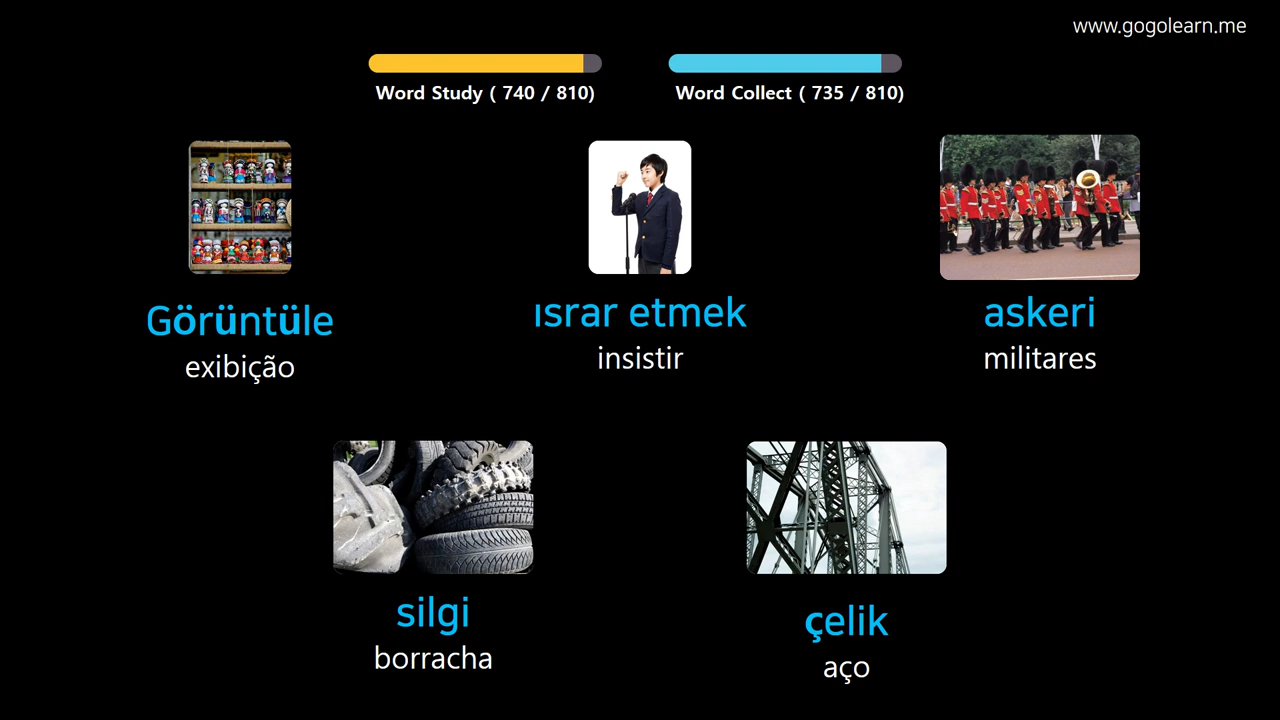 www.gogolearn.me
Word Study ( 740 / 810)
Word Collect ( 735 / 810)
Görüntüle
exibição
ısrar etmek
insistir
askeri
militares
silgi
borracha
çelik
aço